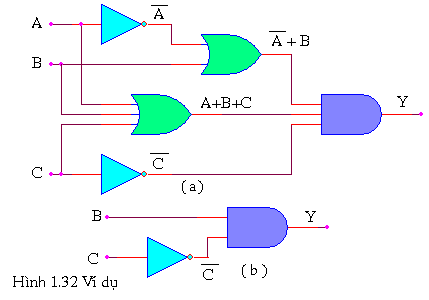 A
A̅
A̅ + B
B
A+B+C
Y
C
C̅
( a )
B
Y
C
C̅
( b )
Hình 1.32 Ví dụ